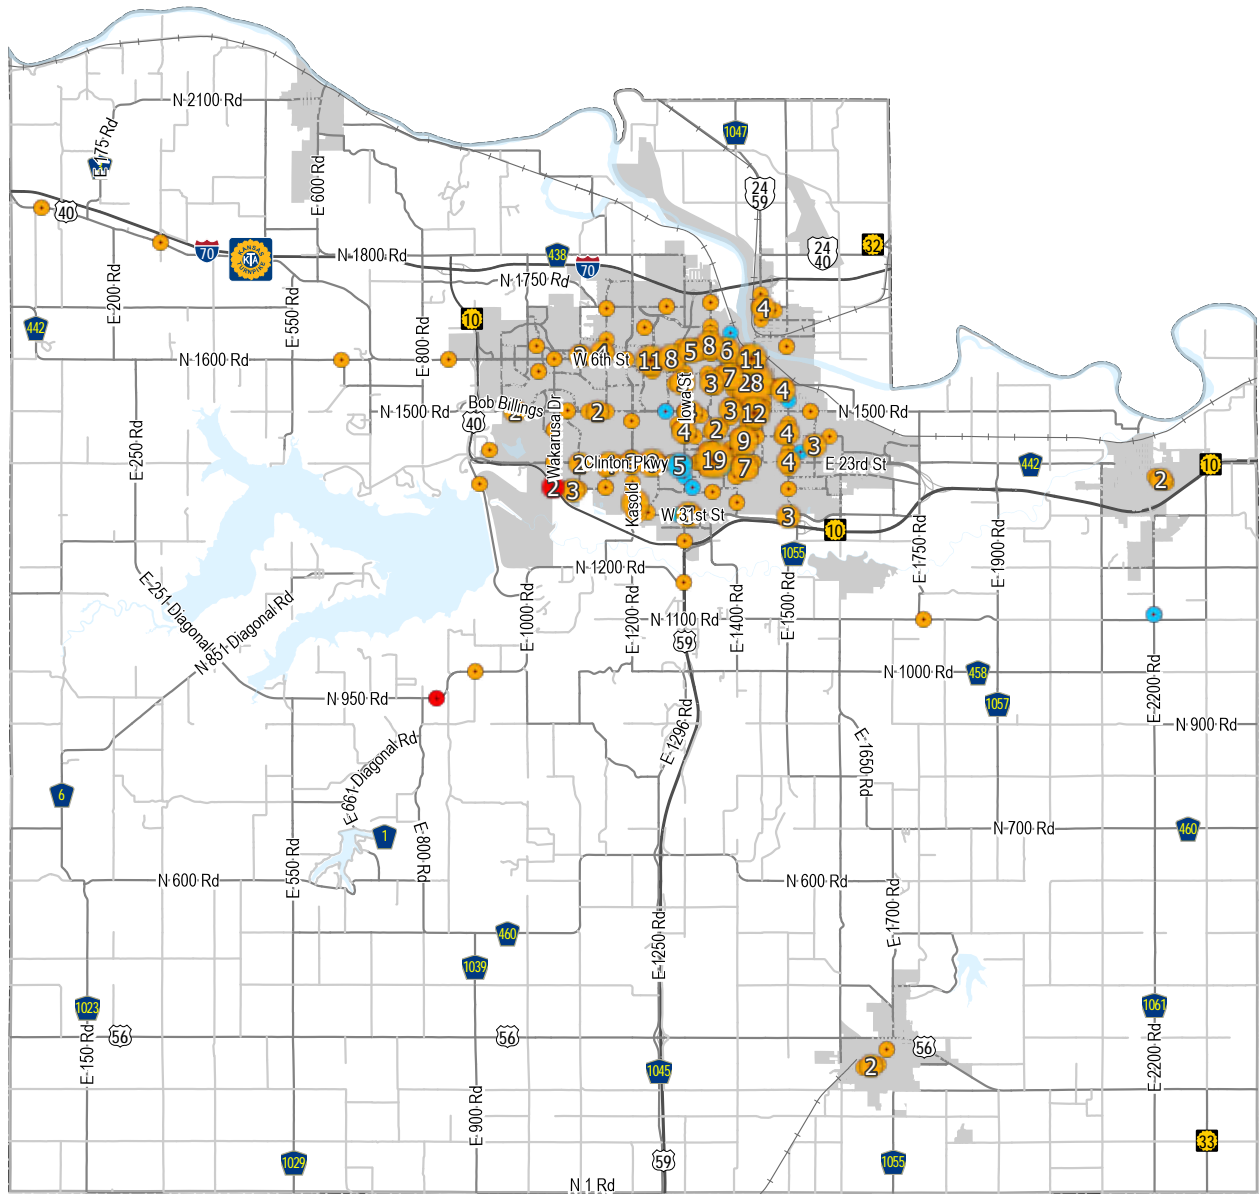 N 2100 Rd
1047
E 175 Rd
24
59
E 600 Rd
40
24
40
32
70
KANSAS
KTA
TURNPIKE
N 1800 Rd
438
70
N 1750 Rd
E 200 Rd
E 550 Rd
4
442
10
E 800 Rd
N 1600 Rd
W 6th St
11
8
5
8
6
11
3
7
28
4
Iowa St
N 1500 Rd
Bob Billings
2
3
12
N 1500 Rd
40
Wakarusa Dr
4
2
9
4
3
E 250 Rd
2
Clinton Pkwy
5
19
7
4
E 23rd St
442
10
2
2
3
Kasold
W 31st St
3
10
1055
E 1750 Rd
E 1900 Rd
N 1200 Rd
E 251 Diagonal
N 851 Diagonal Rd
E 1000 Rd
E 1200 Rd
N 1100 Rd
59
E 1400 Rd
E 1500 Rd
N 1000 Rd
458
1057
E 2200 Rd
N 950 Rd
E 1296 Rd
N 900 Rd
E 661 Diagonal Rd
E 1650 Rd
6
1
E 800 Rd
N 700 Rd
460
E 550 Rd
N 600 Rd
N 600 Rd
E 1700 Rd
460
E 1250 Rd
1039
1023
1061
56
56
56
E 150 Rd
1045
2
E 2200 Rd
E 900 Rd
33
1029
59
1055
N 1 Rd